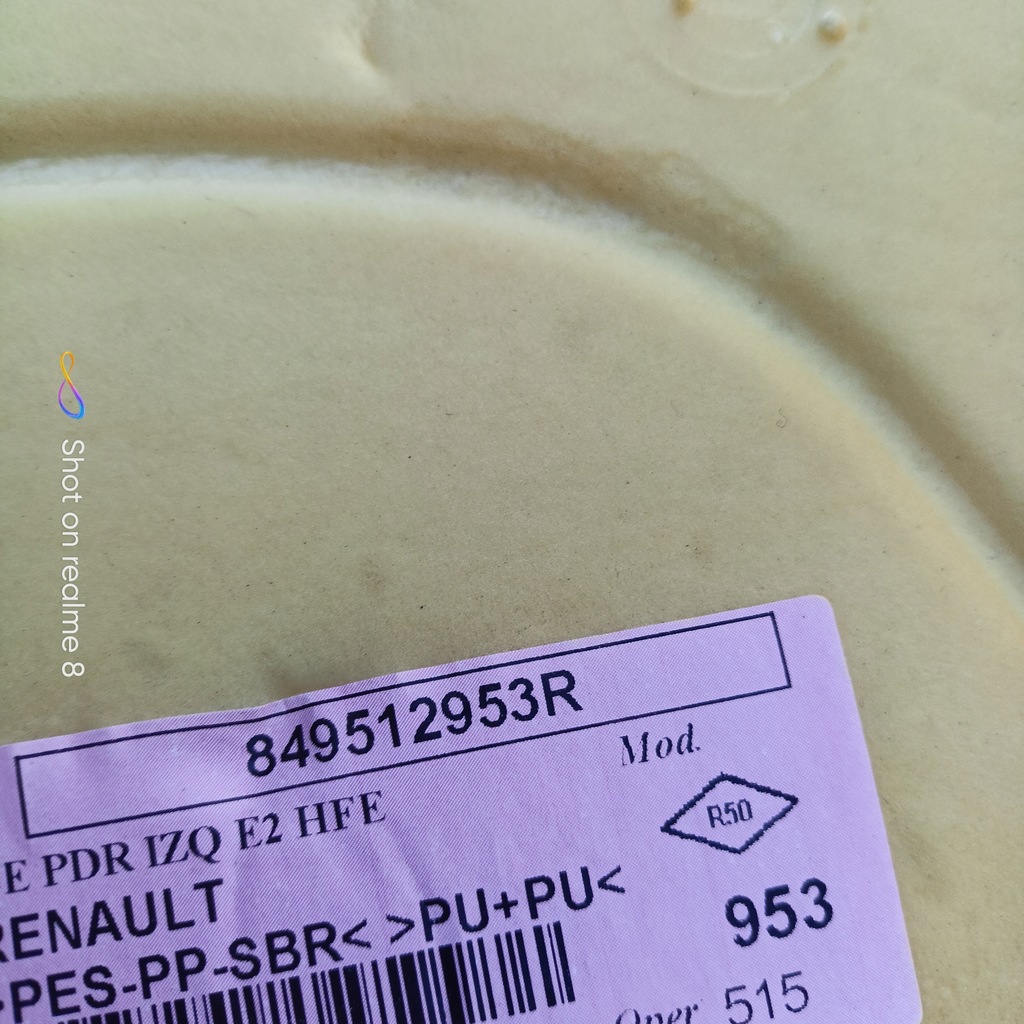 Shot on realme 8
849512953R
Mod.
E PDR IZQ E2 HFE
R50
RENAULT
PES-PP-SBR< >PU+PU<
953
Oper 515